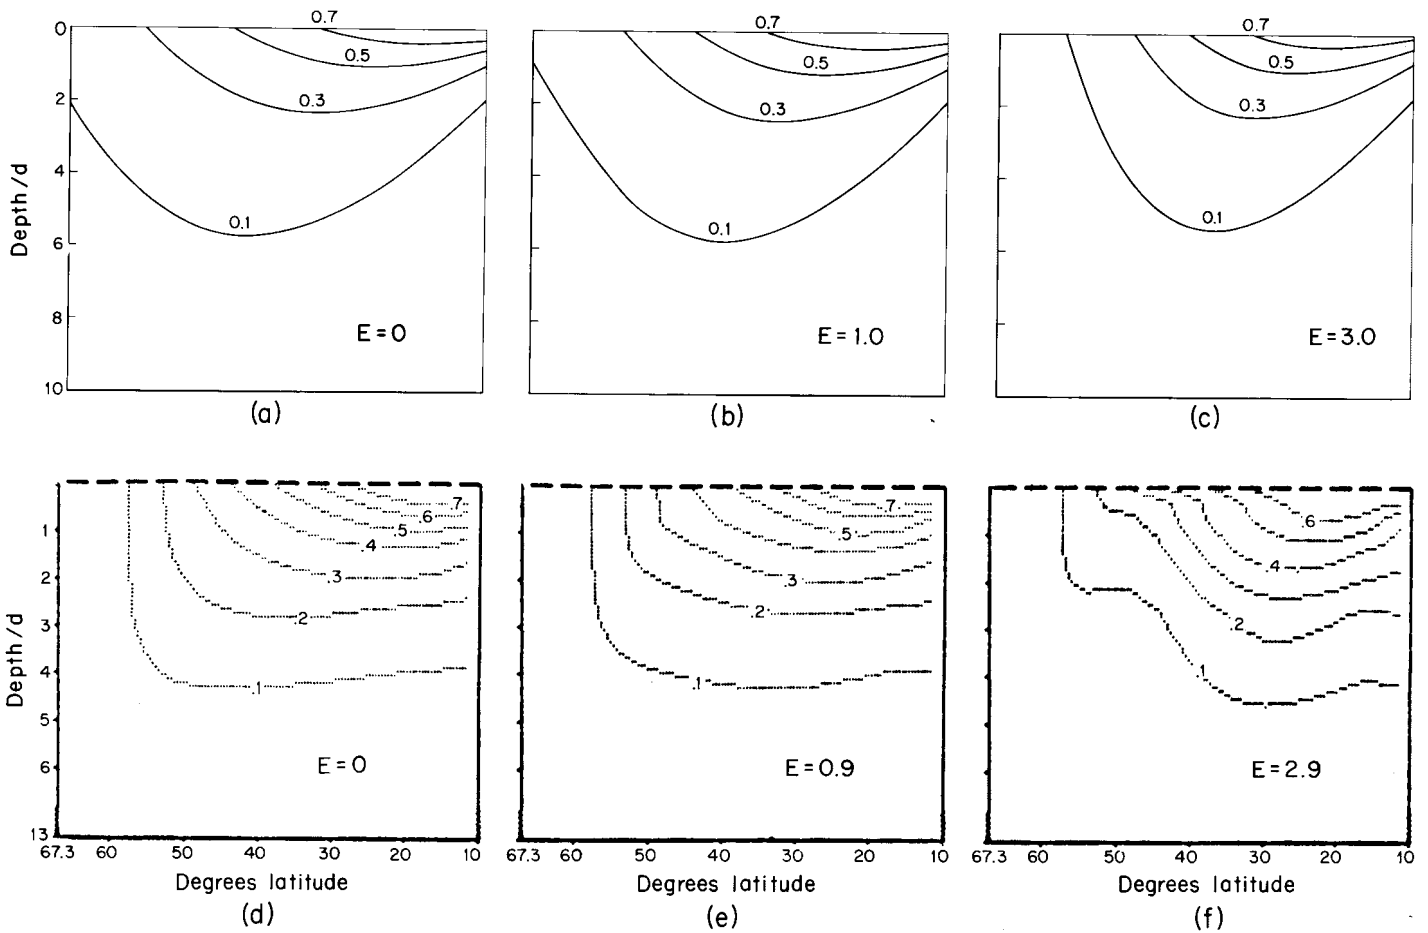 0.7
0.5
0.3
0.1
0
2
4
6
8
10
Depth/d
E=0
(a)
0.7
0.5
0.3
0.1
E=1.0
(b)
0.7
0.5
0.3
0.1
E=3.0
(c)
.7
.6
.5
.4
.3
.2
.1
1
2
3
4
5
6
13
Depth/d
E=0
67.3 60 50 40 30 20 10
Degrees latitude
(d)
.7
.5
.3
.2
.1
E=0.9
67.3 60 50 40 30 20 10
Degrees latitude
(e)
.6
.4
.2
.1
E=2.9
67.3 60 50 40 30 20 10
Degrees latitude
(f)